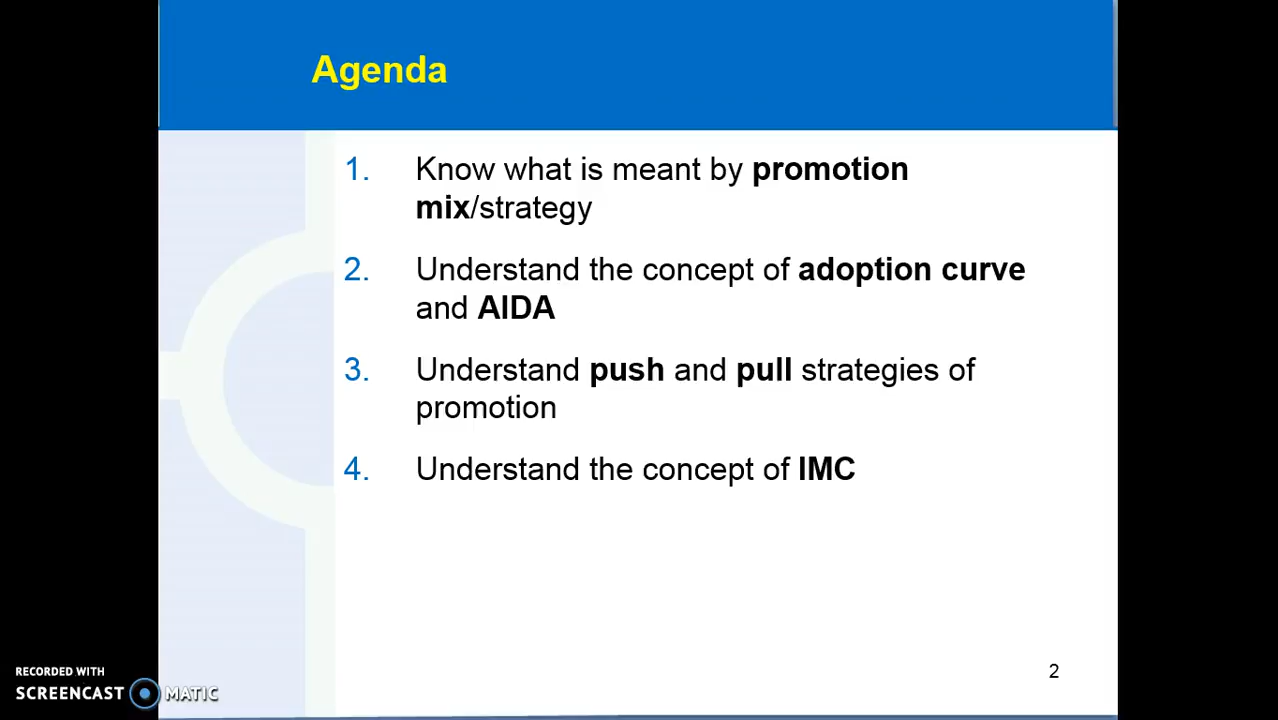 Agenda
1. Know what is meant by promotion
mix/strategy
2. Understand the concept of adoption curve
and AIDA
3. Understand push and pull strategies of
promotion
4. Understand the concept of IMC
2
RECORDED WITH
SCREENCAST MATIC